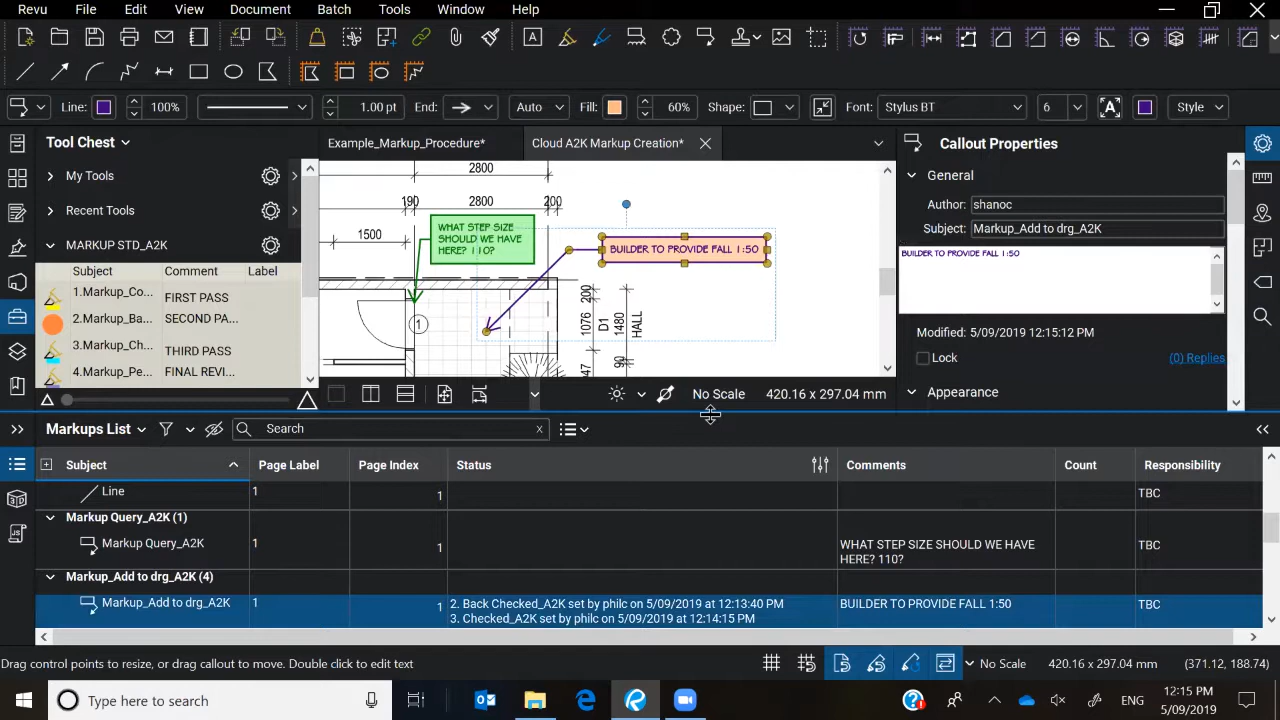 Revu File Edit View Document Batch Tools Window Help
Line: 100% 1.00 pt End: Auto Fill: 60% Shape: Font: Stylus BT 6 Style
Tool Chest
My Tools
Recent Tools
MARKUP STD_A2K
Subject Comment Label
1.Markup_Co... FIRST PASS
2.Markup_Ba... SECOND PA...
3.Markup_Ch... THIRD PASS
4.Markup_Pe... FINAL REVI...
Example_Markup_Procedure* Cloud A2K Markup Creation*
2800
190 2800 200
1500
WHAT STEP SIZE
SHOULD WE HAVE
HERE? 110?
BUILDER TO PROVIDE FALL 1:50
1
200
1076
D1
1480
HALL
90
47
No Scale 420.16 x 297.04 mm
Callout Properties
General
Author: shanoc
Subject: Markup_Add to drg_A2K
BUILDER TO PROVIDE FALL 1:50
Modified: 5/09/2019 12:15:12 PM
Lock (0) Replies
Appearance
Markups List Search x
Subject Page Label Page Index Status Comments Count Responsibility
Line 1 1 TBC
Markup Query_A2K (1)
Markup Query_A2K 1 1 WHAT STEP SIZE SHOULD WE HAVE HERE? 110? TBC
Markup_Add to drg_A2K (4)
Markup_Add to drg_A2K 1 1 2. Back Checked_A2K set by philc on 5/09/2019 at 12:13:40 PM BUILDER TO PROVIDE FALL 1:50 TBC
3. Checked_A2K set by philc on 5/09/2019 at 12:14:15 PM
Drag control points to resize, or drag callout to move. Double click to edit text No Scale 420.16 x 297.04 mm (371.12, 188.74)
Type here to search ENG 12:15 PM
5/09/2019